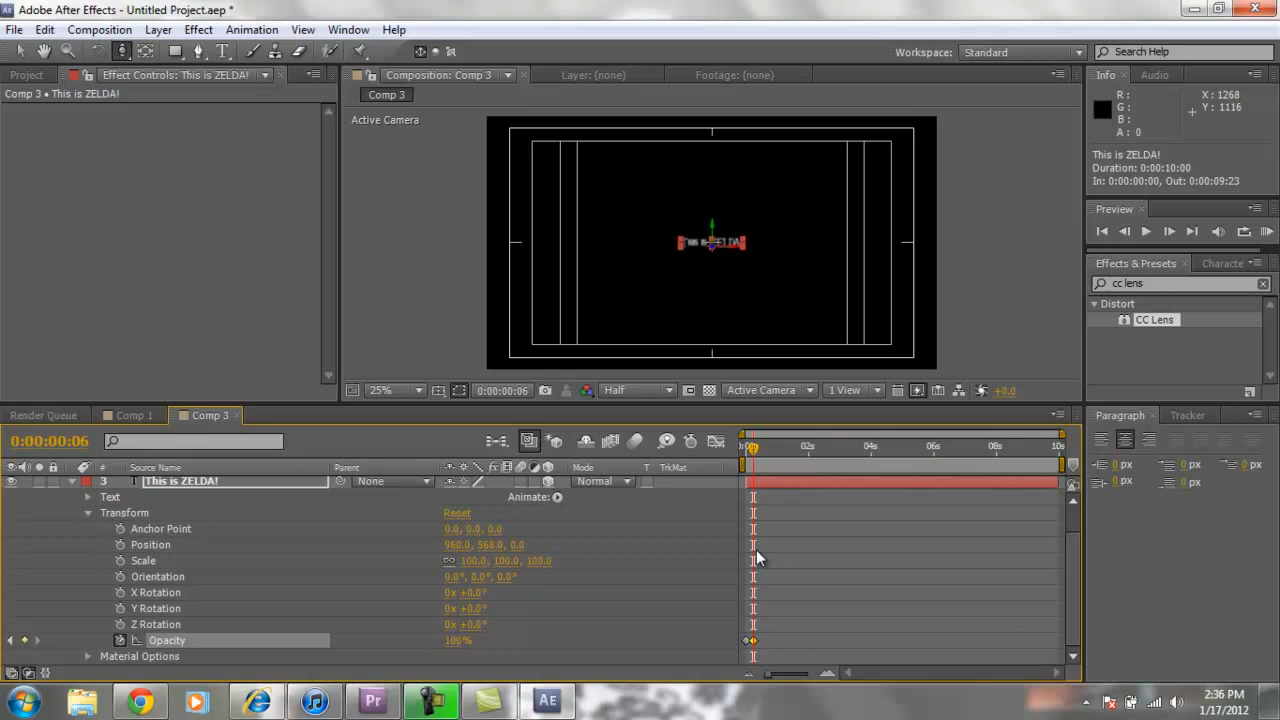 Adobe After Effects - Untitled Project.aep *
File Edit Composition Layer Effect Animation View Window Help
Workspace: Standard Search Help
Project Effect Controls: This is ZELDA! Composition: Comp 3 Layer: (none) Footage: (none) Info Audio
Comp 3 • This is ZELDA! Comp 3
Active Camera
R :
G :
B :
A : 0
X : 1268
Y : 1116
This is ZELDA!
Duration: 0:00:10:00
In: 0:00:00:00, Out: 0:00:09:23
Preview
This is ZELDA!
Effects & Presets Characte
cc lens
Distort
CC Lens
25% 0:00:00:06 Half Active Camera 1 View +0.0
Render Queue Comp 1 Comp 3 Paragraph Tracker
0:00:00:06
02s 04s 06s 08s 10s
# Source Name Parent Mode T TrkMat
0 px 0 px 0 px
0 px 0 px
3 T This is ZELDA! None Normal
Text Animate:
Transform Reset
Anchor Point 0.0, 0.0, 0.0
Position 960.0, 568.0, 0.0
Scale 100.0, 100.0, 100.0
Orientation 0.0°, 0.0°, 0.0°
X Rotation 0x +0.0°
Y Rotation 0x +0.0°
Z Rotation 0x +0.0°
Opacity 100%
Material Options
Pr Ae
2:36 PM
1/17/2012